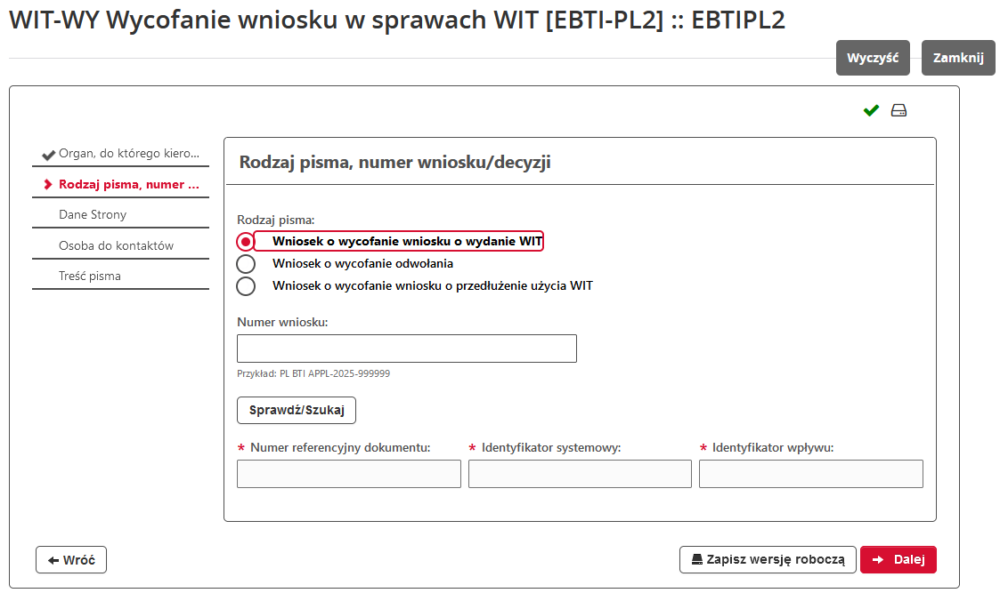 WIT-WY Wycofanie wniosku w sprawach WIT [EBTI-PL2] :: EBTIPL2
Wyczyść
Zamknij
Organ, do którego kiero...
Rodzaj pisma, numer ...
Dane Strony
Osoba do kontaktów
Treść pisma
Rodzaj pisma, numer wniosku/decyzji
Rodzaj pisma:
Wniosek o wycofanie wniosku o wydanie WIT
Wniosek o wycofanie odwołania
Wniosek o wycofanie wniosku o przedłużenie użycia WIT
Numer wniosku:
Przykład: PL BTI APPL-2025-999999
Sprawdź/Szukaj
* Numer referencyjny dokumentu:
* Identyfikator systemowy:
* Identyfikator wpływu:
Wróć
Zapisz wersję roboczą
Dalej